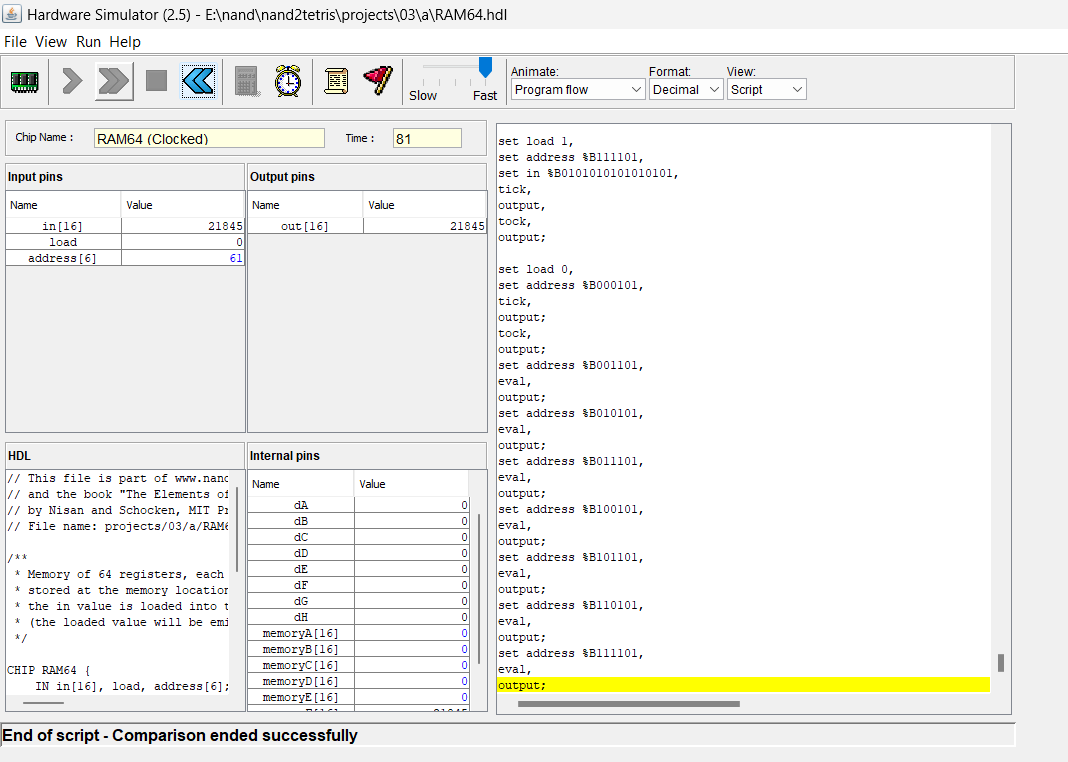 Hardware Simulator (2.5) - E:\nand\nand2tetris\projects\03\a\RAM64.hdl
File View Run Help
Slow Fast
Animate:
Program flow
Format:
Decimal
View:
Script
Chip Name :
RAM64 (Clocked)
Time :
81
Input pins
Name Value
in[16] 21845
load 0
address[6] 61
Output pins
Name Value
out[16] 21845
HDL
// This file is part of www.nand
// and the book "The Elements of
// by Nisan and Schocken, MIT Pr
// File name: projects/03/a/RAM6
/**
* Memory of 64 registers, each
* stored at the memory location
* the in value is loaded into t
* (the loaded value will be emi
*/
CHIP RAM64 {
IN in[16], load, address[6];
Internal pins
Name Value
dA 0
dB 0
dC 0
dD 0
dE 0
dF 0
dG 0
dH 0
memoryA[16] 0
memoryB[16] 0
memoryC[16] 0
memoryD[16] 0
memoryE[16] 0
set load 1,
set address %B111101,
set in %B0101010101010101,
tick,
output,
tock,
output;
set load 0,
set address %B000101,
tick,
output;
tock,
output;
set address %B001101,
eval,
output;
set address %B010101,
eval,
output;
set address %B011101,
eval,
output;
set address %B100101,
eval,
output;
set address %B101101,
eval,
output;
set address %B110101,
eval,
output;
set address %B111101,
eval,
output;
End of script - Comparison ended successfully